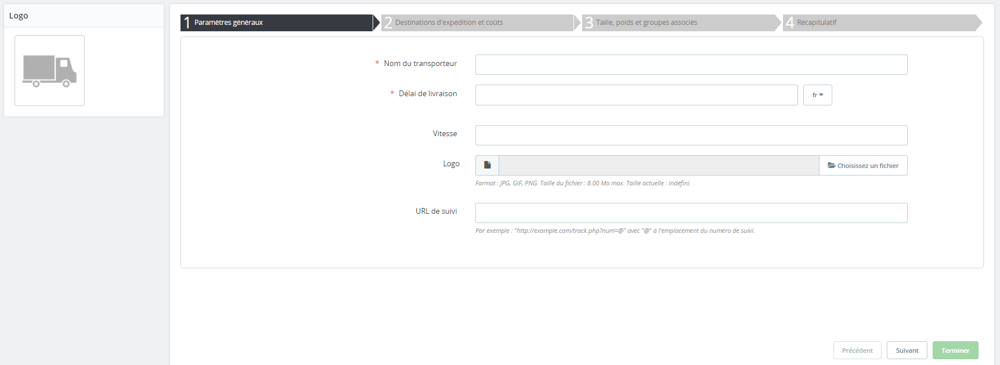 Logo
1 Paramètres généraux
2 Destinations d'expédition et coûts
3 Taille, poids et groupes associés
4 Récapitulatif
* Nom du transporteur
* Délai de livraison
fr
Vitesse
Logo
Choisissez un fichier
Format : JPG, GIF, PNG. Taille du fichier : 8.00 Mo max. Taille actuelle : indéfini.
URL de suivi
Par exemple : "http://example.com/track.php?num=@" avec "@" à l'emplacement du numéro de suivi.
Précédent
Suivant
Terminer